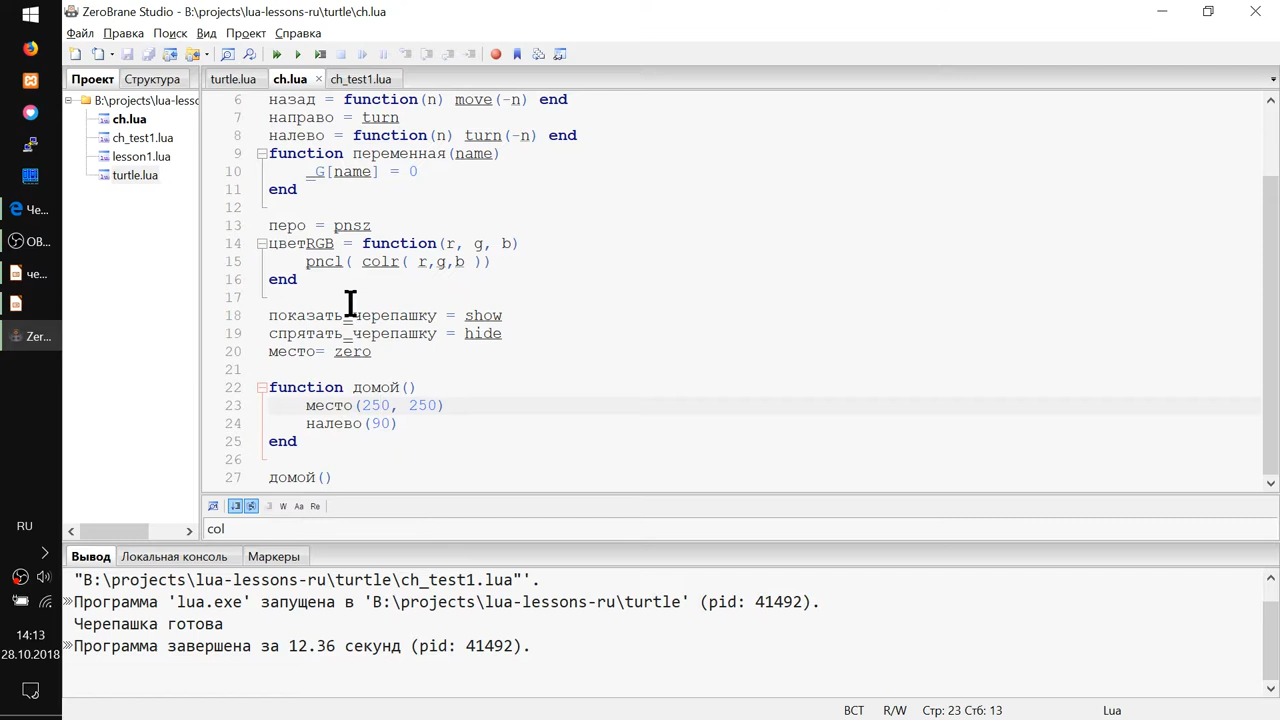 ZeroBrane Studio - B:\projects\lua-lessons-ru\turtle\ch.lua
Файл Правка Поиск Вид Проект Справка
Проект Структура
turtle.lua ch.lua × ch_test1.lua
B:\projects\lua-lesso
ch.lua
ch_test1.lua
lesson1.lua
turtle.lua
6 назад = function(n) move(-n) end
7 направо = turn
8 налево = function(n) turn(-n) end
9 function переменная(name)
10 _G[name] = 0
11 end
12
13 перо = pnsz
14 цветRGB = function(r, g, b)
15 pncl( colr( r,g,b ))
16 end
17
18 показать_черепашку = show
19 спрятать_черепашку = hide
20 место= zero
21
22 function домой()
23 место(250, 250)
24 налево(90)
25 end
26
27 домой()
W Aa Re
col
Вывод Локальная консоль Маркеры
"B:\projects\lua-lessons-ru\turtle\ch_test1.lua"'.
Программа 'lua.exe' запущена в 'B:\projects\lua-lessons-ru\turtle' (pid: 41492).
Черепашка готова
Программа завершена за 12.36 секунд (pid: 41492).
ВСТ R/W Стр: 23 Стб: 13 Lua
Че...
OB...
че...
Zer...
RU
14:13
28.10.2018